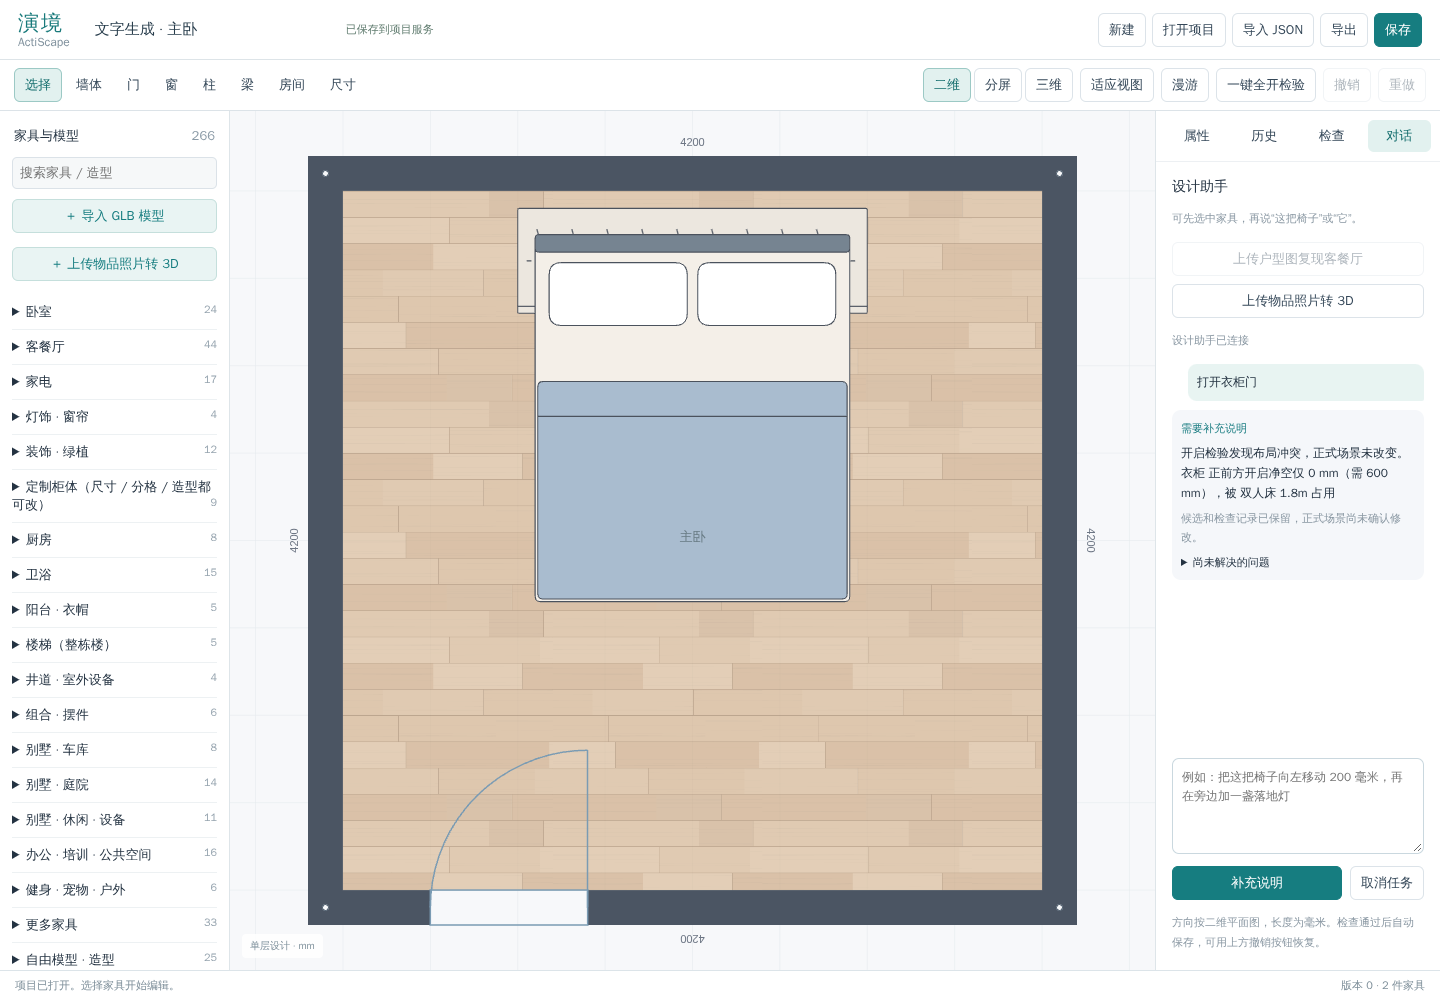 演境
ActiScape
文字生成 · 主卧
已保存到项目服务
新建
打开项目
导入 JSON
导出
保存
选择
墙体
门
窗
柱
梁
房间
尺寸
二维
分屏
三维
适应视图
漫游
一键全开检验
撤销
重做
家具与模型
266
搜索家具 / 造型
＋ 导入 GLB 模型
＋ 上传物品照片转 3D
▶ 卧室 24
▶ 客餐厅 44
▶ 家电 17
▶ 灯饰 · 窗帘 4
▶ 装饰 · 绿植 12
▶ 定制柜体（尺寸 / 分格 / 造型都
可改） 9
▶ 厨房 8
▶ 卫浴 15
▶ 阳台 · 衣帽 5
▶ 楼梯（整栋楼） 5
▶ 井道 · 室外设备 4
▶ 组合 · 摆件 6
▶ 别墅 · 车库 8
▶ 别墅 · 庭院 14
▶ 别墅 · 休闲 · 设备 11
▶ 办公 · 培训 · 公共空间 16
▶ 健身 · 宠物 · 户外 6
▶ 更多家具 33
▶ 自由模型 · 造型 25
4200
4200
4200
主卧
4200
单层设计 · mm
属性
历史
检查
对话
设计助手
可先选中家具，再说“这把椅子”或“它”。
上传户型图复现客餐厅
上传物品照片转 3D
设计助手已连接
打开衣柜门
需要补充说明
开启检验发现布局冲突，正式场景未改变。
衣柜 正前方开启净空仅 0 mm（需 600
mm），被 双人床 1.8m 占用
候选和检查记录已保留，正式场景尚未确认修
改。
▶ 尚未解决的问题
例如：把这把椅子向左移动 200 毫米，再
在旁边加一盏落地灯
补充说明
取消任务
方向按二维平面图，长度为毫米。检查通过后自动
保存，可用上方撤销按钮恢复。
项目已打开。选择家具开始编辑。
版本 0 · 2 件家具